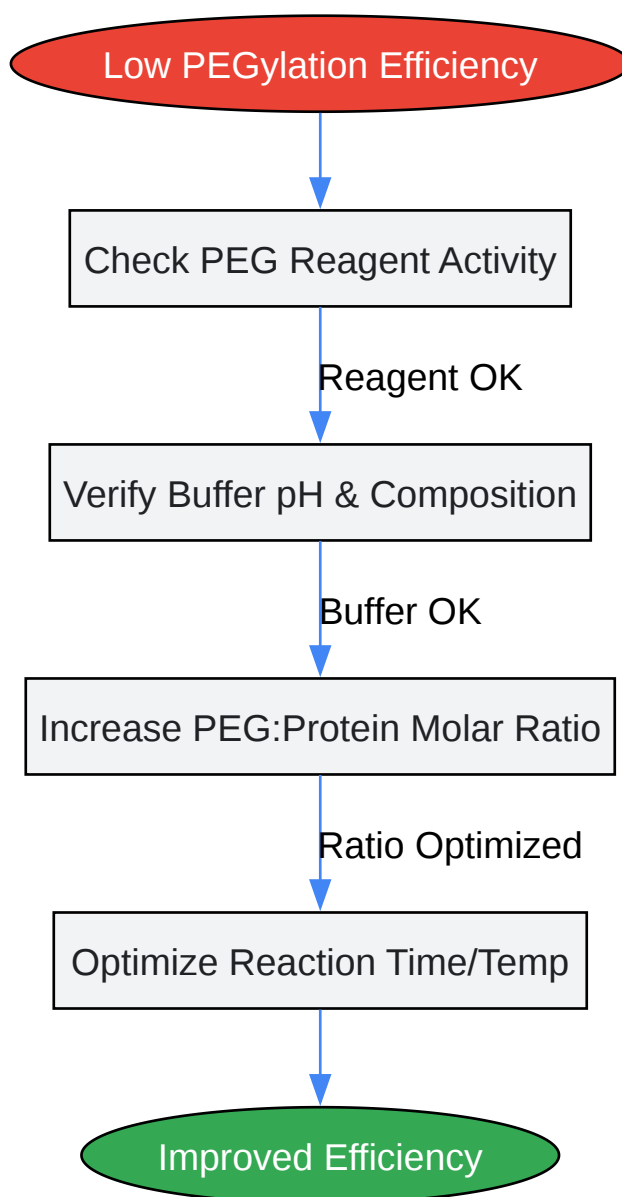 Low PEGylation Efficiency
Check PEG Reagent Activity
Reagent OK
Verify Buffer pH & Composition
Buffer OK
Increase PEG:Protein Molar Ratio
Ratio Optimized
Optimize Reaction Time/Temp
Improved Efficiency